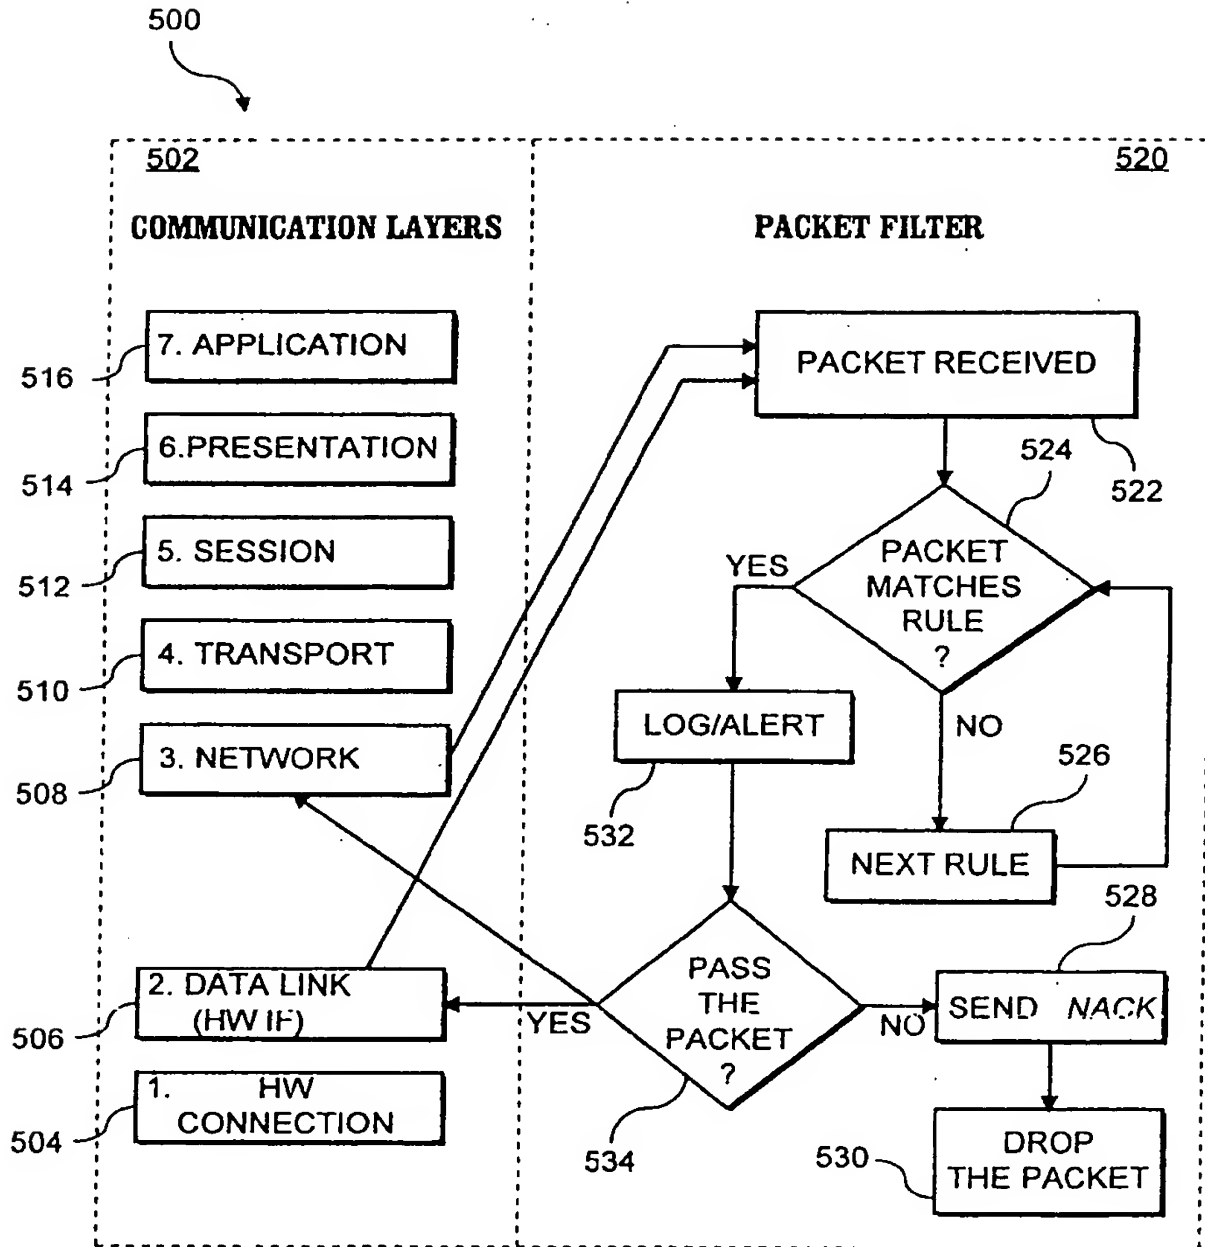 500
502
520
COMMUNICATION LAYERS
PACKET FILTER
7. APPLICATION
516
6.PRESENTATION
514
5. SESSION
512
4. TRANSPORT
510
3. NETWORK
508
2. DATA LINK
(HW IF)
506
1. HW
CONNECTION
504
PACKET RECEIVED
522
524
PACKET
MATCHES
RULE
?
YES
NO
LOG/ALERT
532
526
NEXT RULE
528
PASS
THE
PACKET
?
YES
NO
534
SEND NACK
530
DROP
THE PACKET